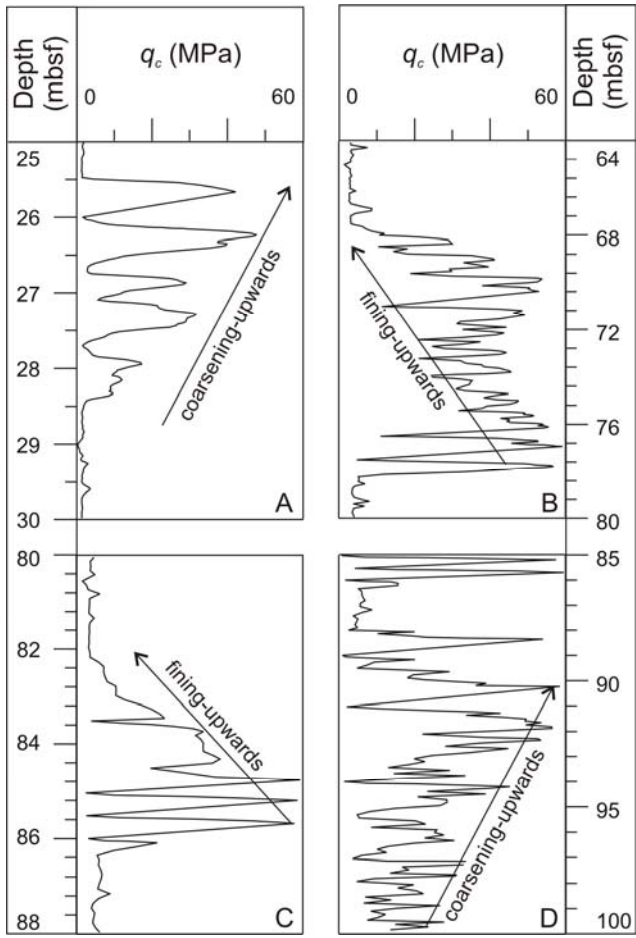 Depth (mbsf)
qc (MPa)
0 60
25
26
27
28
29
30
coarsening-upwards
A
qc (MPa)
0 60
Depth (mbsf)
64
68
72
76
80
fining-upwards
B
80
82
84
86
88
fining-upwards
C
85
90
95
100
coarsening-upwards
D